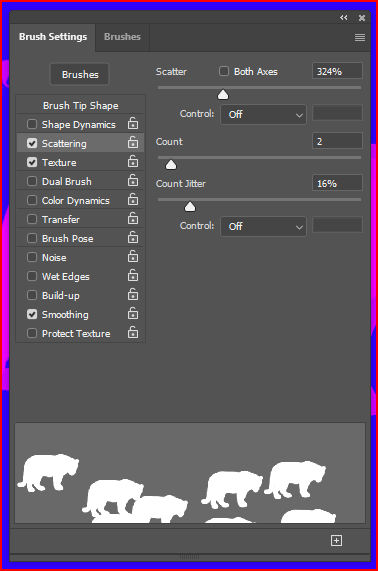 Brush Settings Brushes
Brushes
Brush Tip Shape
Shape Dynamics
Scattering
Texture
Dual Brush
Color Dynamics
Transfer
Brush Pose
Noise
Wet Edges
Build-up
Smoothing
Protect Texture
Scatter Both Axes 324%
Control: Off
Count 2
Count Jitter 16%
Control: Off